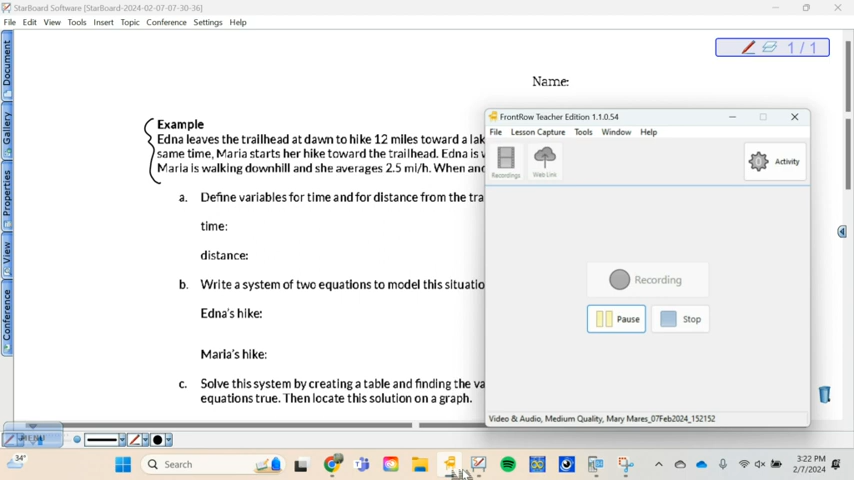 StarBoard Software [StarBoard-2024-02-07-07-30-36]
File Edit View Tools Insert Topic Conference Settings Help
Document
Gallery
Properties
View
Conference
1 / 1
Name:
Example
Edna leaves the trailhead at dawn to hike 12 miles toward a lak
same time, Maria starts her hike toward the trailhead. Edna is
Maria is walking downhill and she averages 2.5 mi/h. When and
a. Define variables for time and for distance from the tra
time:
distance:
b. Write a system of two equations to model this situatio
Edna's hike:
Maria's hike:
c. Solve this system by creating a table and finding the va
equations true. Then locate this solution on a graph.
FrontRow Teacher Edition 1.1.0.54
File Lesson Capture Tools Window Help
Recordings
Web Link
Activity
Recording
Pause
Stop
Video & Audio, Medium Quality, Mary Mares_07Feb2024_152152
MENU
34°
Search
3:22 PM
2/7/2024